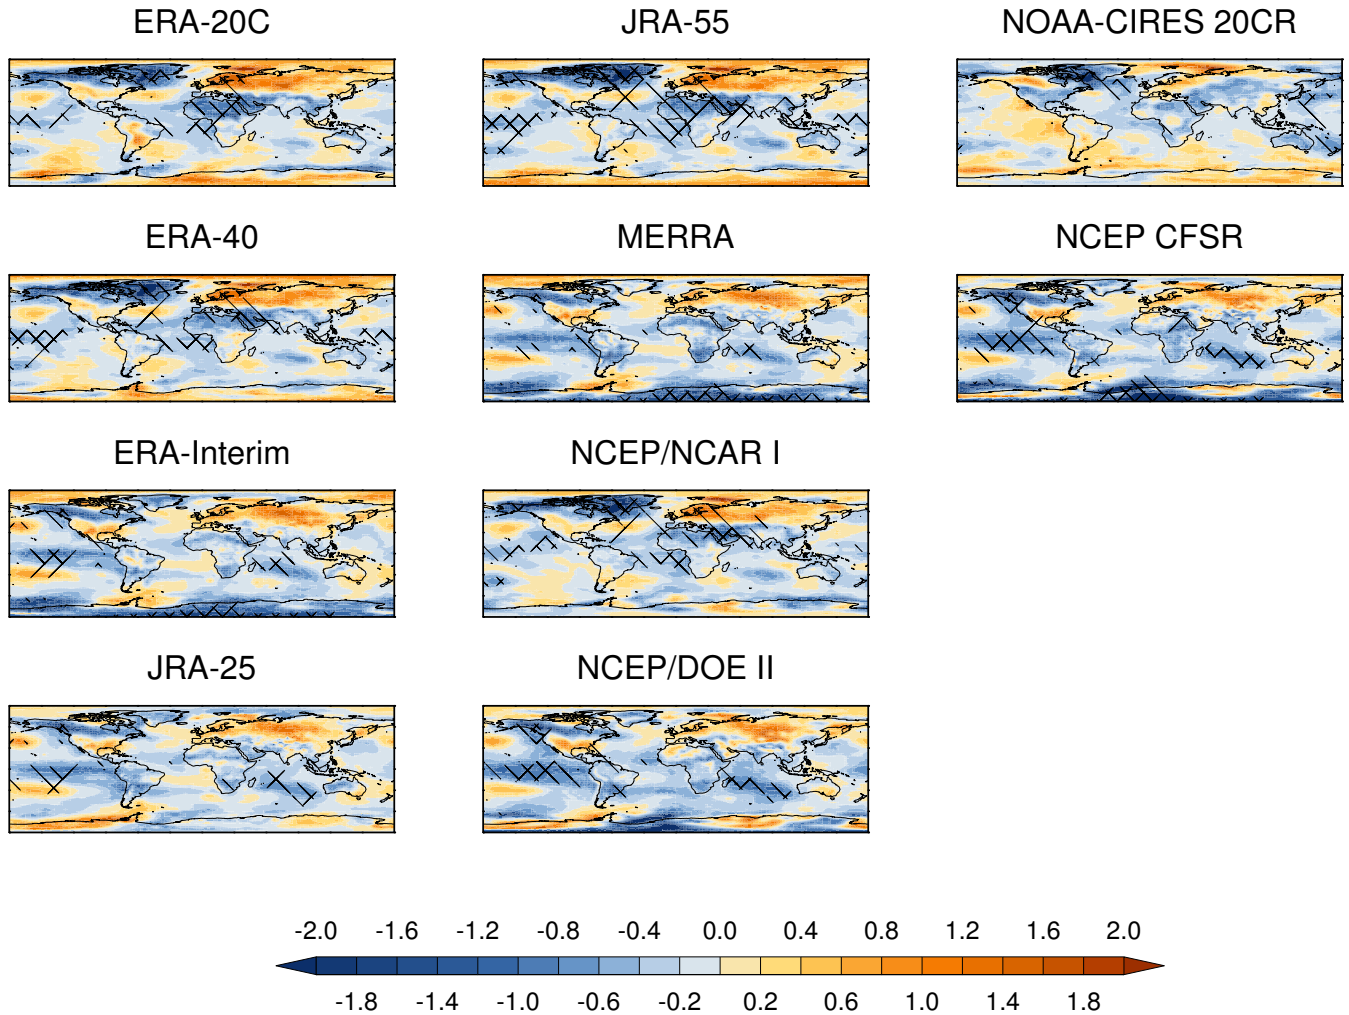 ERA-20C JRA-55 NOAA-CIRES 20CR
ERA-40 MERRA NCEP CFSR
ERA-Interim NCEP/NCAR I
JRA-25 NCEP/DOE II
-2.0 -1.6 -1.2 -0.8 -0.4 0.0 0.4 0.8 1.2 1.6 2.0
-1.8 -1.4 -1.0 -0.6 -0.2 0.2 0.6 1.0 1.4 1.8